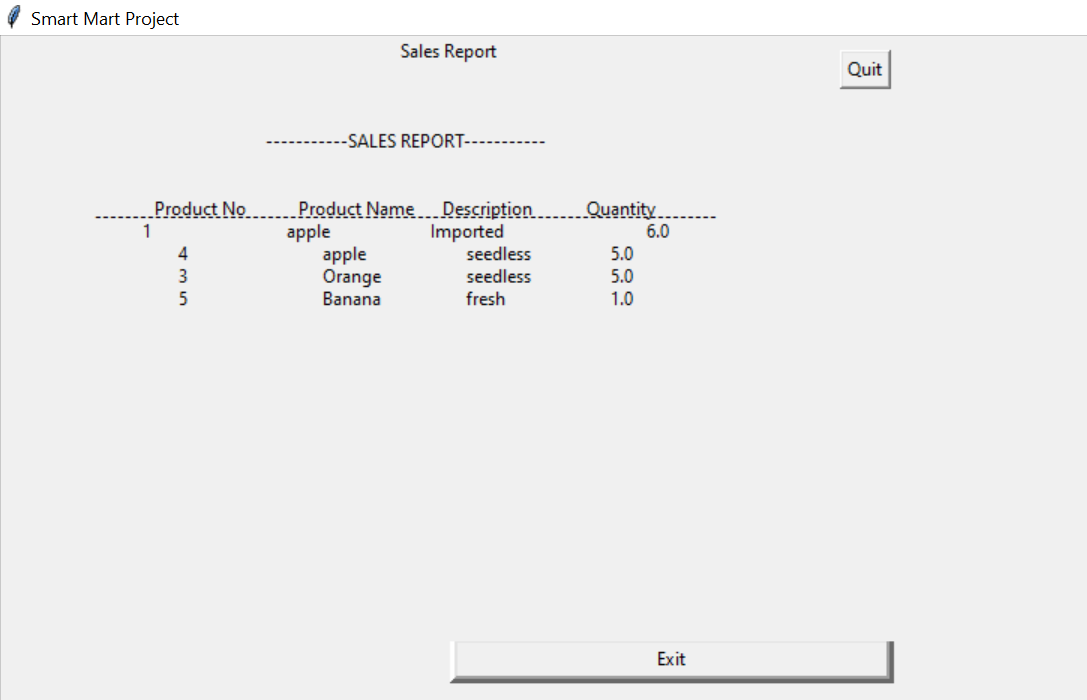 Smart Mart Project
Sales Report
Quit
-----------SALES REPORT-----------
Product No Product Name Description Quantity
1 apple Imported 6.0
4 apple seedless 5.0
3 Orange seedless 5.0
5 Banana fresh 1.0
Exit